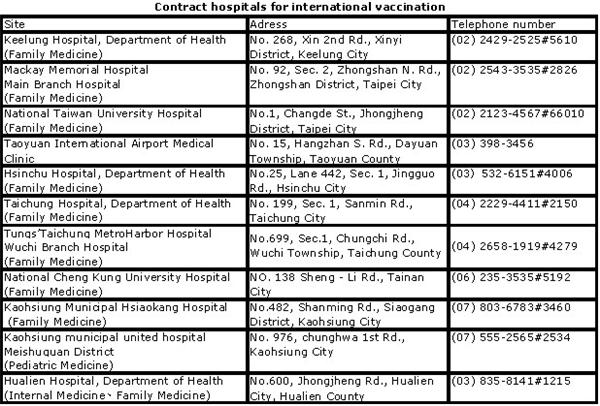 Contract hospitals for international vaccination
Site Adress Telephone number
Keelung Hospital, Department of Health
(Family Medicine)
No. 268, Xin 2nd Rd., Xinyi
District, Keelung City
(02) 2429-2525#5610
Mackay Memorial Hospital
Main Branch Hospital
(Family Medicine)
No. 92, Sec. 2, Zhongshan N. Rd.,
Zhongshan District, Taipei City
(02) 2543-3535#2826
National Taiwan University Hospital
(Family Medicine)
No.1, Changde St., Jhongjheng
District, Taipei City
(02) 2123-4567#66010
Taoyuan International Airport Medical
Clinic
No. 15, Hangzhan S. Rd., Dayuan
Township, Taoyuan County
(03) 398-3456
Hsinchu Hospital, Department of Health
(Family Medicine)
No.25, Lane 442, Sec. 1, Jingguo
Rd., Hsinchu City
(03) 532-6151#4006
Taichung Hospital, Department of Health
(Family Medicine)
No. 199, Sec. 1, Sanmin Rd.,
Taichung City
(04) 2229-4411#2150
Tungs'Taichung MetroHarbor Hospital
Wuchi Branch Hospital
(Family Medicine)
No.699, Sec.1, Chungchi Rd.,
Wuchi Township, Taichung County
(04) 2658-1919#4279
National Cheng Kung University Hospital
(Family Medicine)
NO. 138 Sheng - Li Rd., Tainan
City
(06) 235-3535#5192
Kaohsiung Municipal Hsiaokang Hospital
(Family Medicine)
No.482, Shanming Rd., Siaogang
District, Kaohsiung City
(07) 803-6783#3460
Kaohsiung municipal united hospital
Meishuquan District
(Pediatric Medicine)
No. 976, chunghwa 1st Rd.,
Kaohsiung City
(07) 555-2565#2534
Hualien Hospital, Department of Health
(Internal Medicine、Family Medicine)
No.600, Jhongjheng Rd., Hualien
City, Hualien County
(03) 835-8141#1215